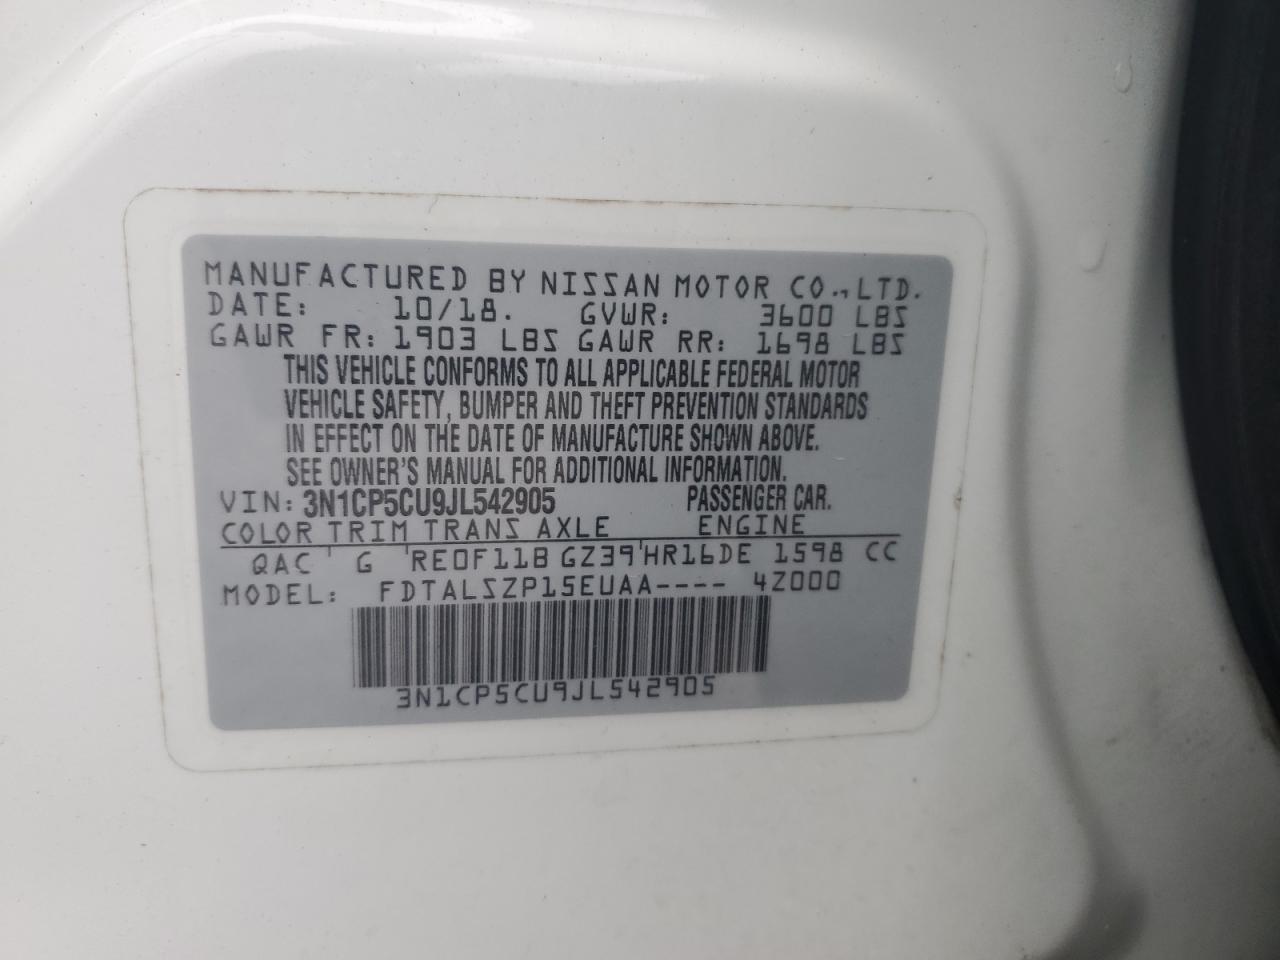 MANUFACTURED BY NISSAN MOTOR CO., LTD.
DATE: 10/18. GVWR: 3600 LBS
GAWR FR: 1903 LBS GAWR RR: 1698 LBS
THIS VEHICLE CONFORMS TO ALL APPLICABLE FEDERAL MOTOR
VEHICLE SAFETY, BUMPER AND THEFT PREVENTION STANDARDS
IN EFFECT ON THE DATE OF MANUFACTURE SHOWN ABOVE.
SEE OWNER'S MANUAL FOR ADDITIONAL INFORMATION.
VIN: 3N1CP5CU9JL542905 PASSENGER CAR.
COLOR TRIM TRANS AXLE ENGINE
QAC ' G 'RE0F11B GZ39'HR16DE 1598 CC
MODEL: FDTALSZP15EUAA---- 4Z000
3N1CP5CU9JL542905